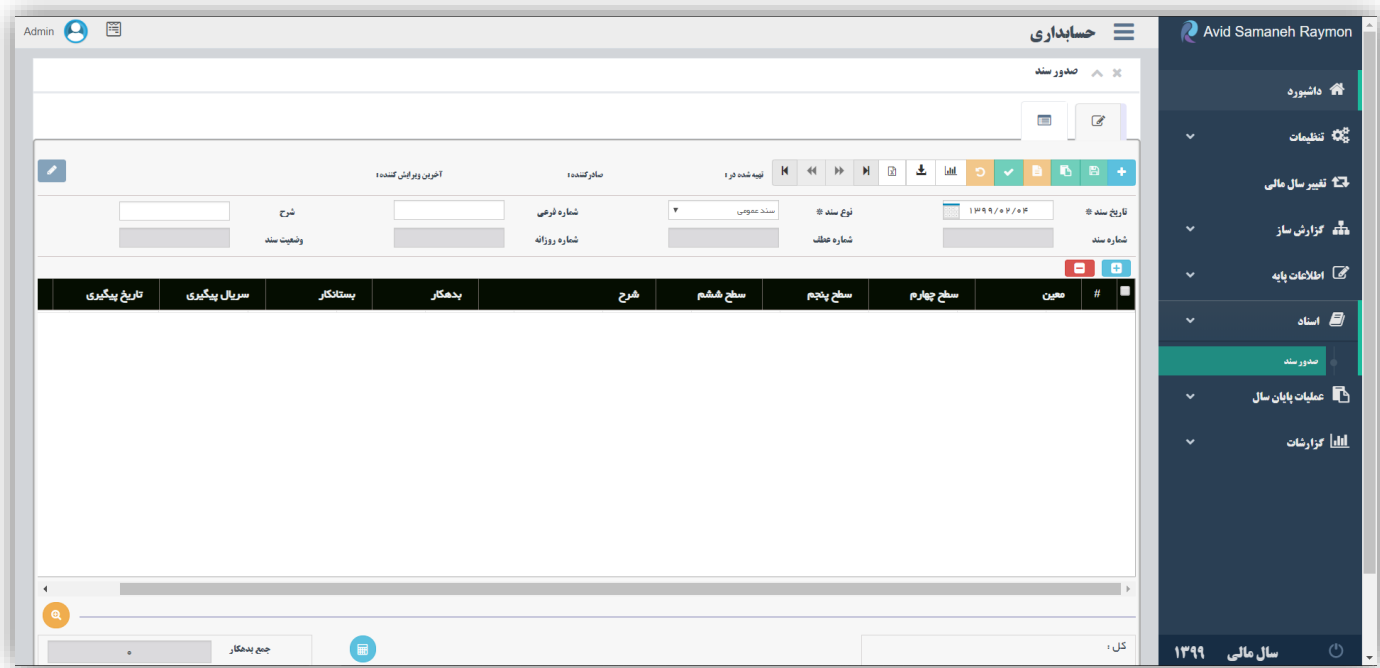 Avid Samaneh Raymon
داشبورد
تنظیمات
تغییر سال مالی
گزارش ساز
اطلاعات پایه
اسناد
صدور سند
عملیات پایان سال
گزارشات
سال مالی ۱۳۹۹
حسابداری
Admin
صدور سند
تهیه شده در : صادر کننده : آخرین ویرایش کننده :
تاریخ سند * ۱۳۹۹/۰۲/۰۴ نوع سند * سند عمومی شماره فرعی شرح
شماره سند شماره عطف شماره روزانه وضعیت سند
# معین سطح چهارم سطح پنجم سطح ششم شرح بدهکار بستانکار سریال پیگیری تاریخ پیگیری
کل : جمع بدهکار ۰